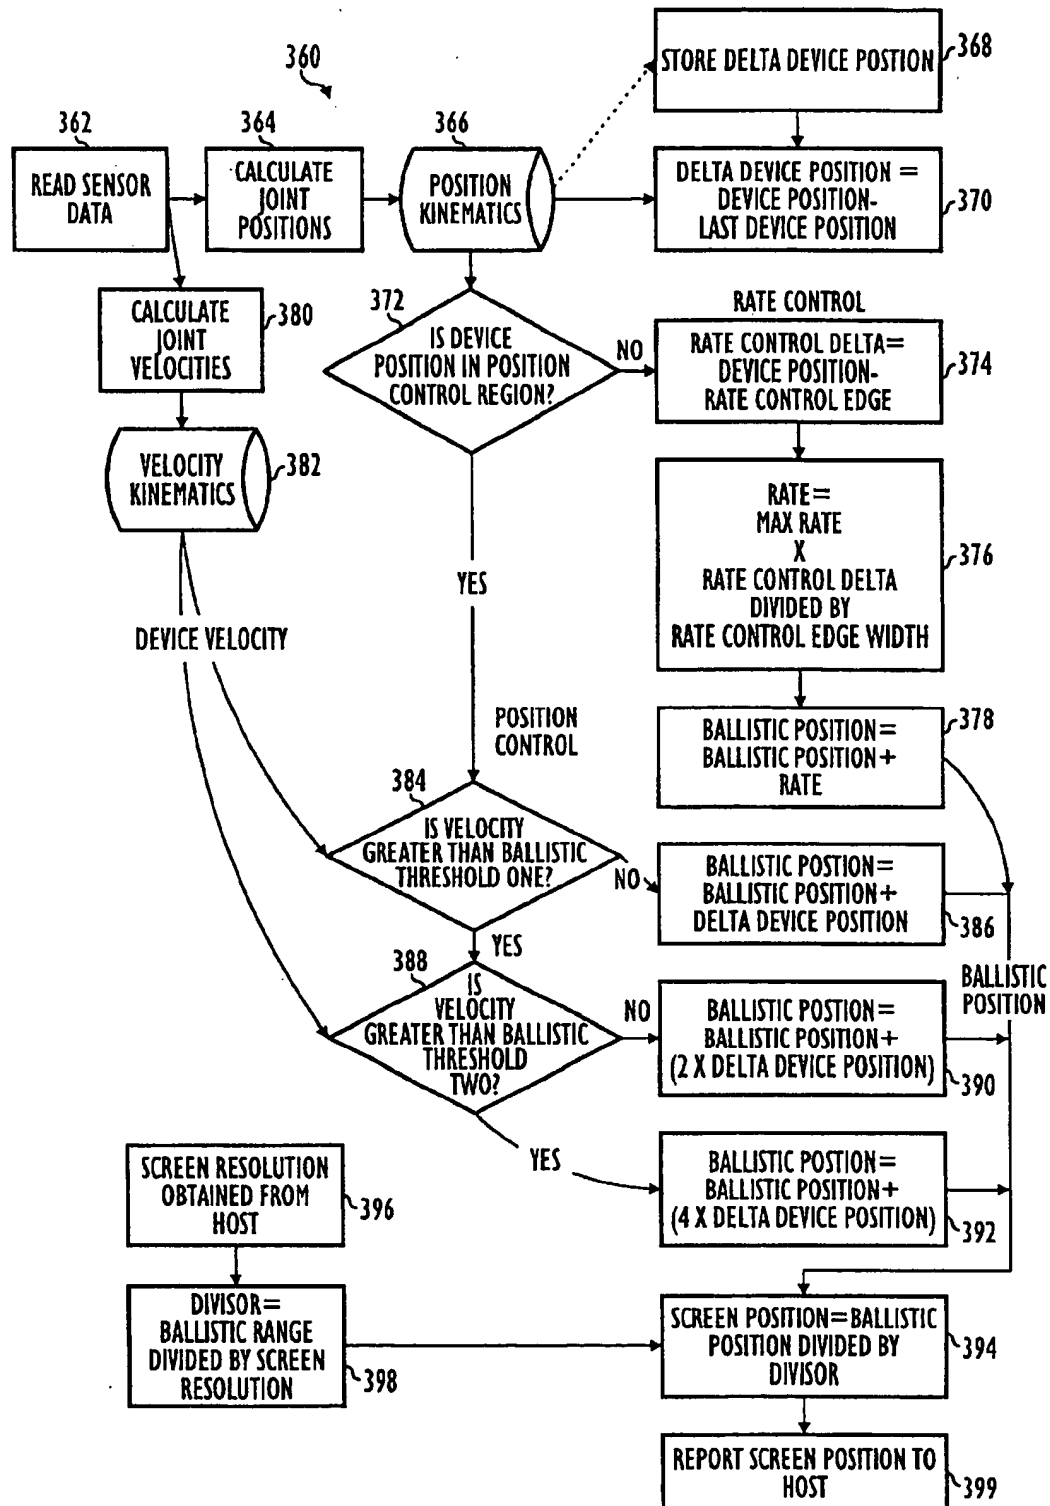 360
STORE DELTA DEVICE POSTION
368
362
READ SENSOR
DATA
364
CALCULATE
JOINT
POSITIONS
366
POSITION
KINEMATICS
DELTA DEVICE POSITION =
DEVICE POSITION-
LAST DEVICE POSITION
370
CALCULATE
JOINT
VELOCITIES
380
372
IS DEVICE
POSITION IN POSITION
CONTROL REGION?
NO
RATE CONTROL
RATE CONTROL DELTA=
DEVICE POSITION-
RATE CONTROL EDGE
374
VELOCITY
KINEMATICS
382
RATE=
MAX RATE
X
RATE CONTROL DELTA
DIVIDED BY
RATE CONTROL EDGE WIDTH
376
YES
DEVICE VELOCITY
POSITION
CONTROL
BALLISTIC POSITION=
BALLISTIC POSITION+
RATE
378
384
IS VELOCITY
GREATER THAN BALLISTIC
THRESHOLD ONE?
NO
BALLISTIC POSTION=
BALLISTIC POSITION+
DELTA DEVICE POSITION
386
YES
388
IS
VELOCITY
GREATER THAN BALLISTIC
THRESHOLD
TWO?
NO
BALLISTIC POSTION=
BALLISTIC POSITION+
(2 X DELTA DEVICE POSITION)
390
BALLISTIC
POSITION
YES
BALLISTIC POSTION=
BALLISTIC POSITION+
(4 X DELTA DEVICE POSITION)
392
SCREEN RESOLUTION
OBTAINED FROM
HOST
396
DIVISOR=
BALLISTIC RANGE
DIVIDED BY SCREEN
RESOLUTION
398
SCREEN POSITION=BALLISTIC
POSITION DIVIDED BY
DIVISOR
394
REPORT SCREEN POSITION TO
HOST
399